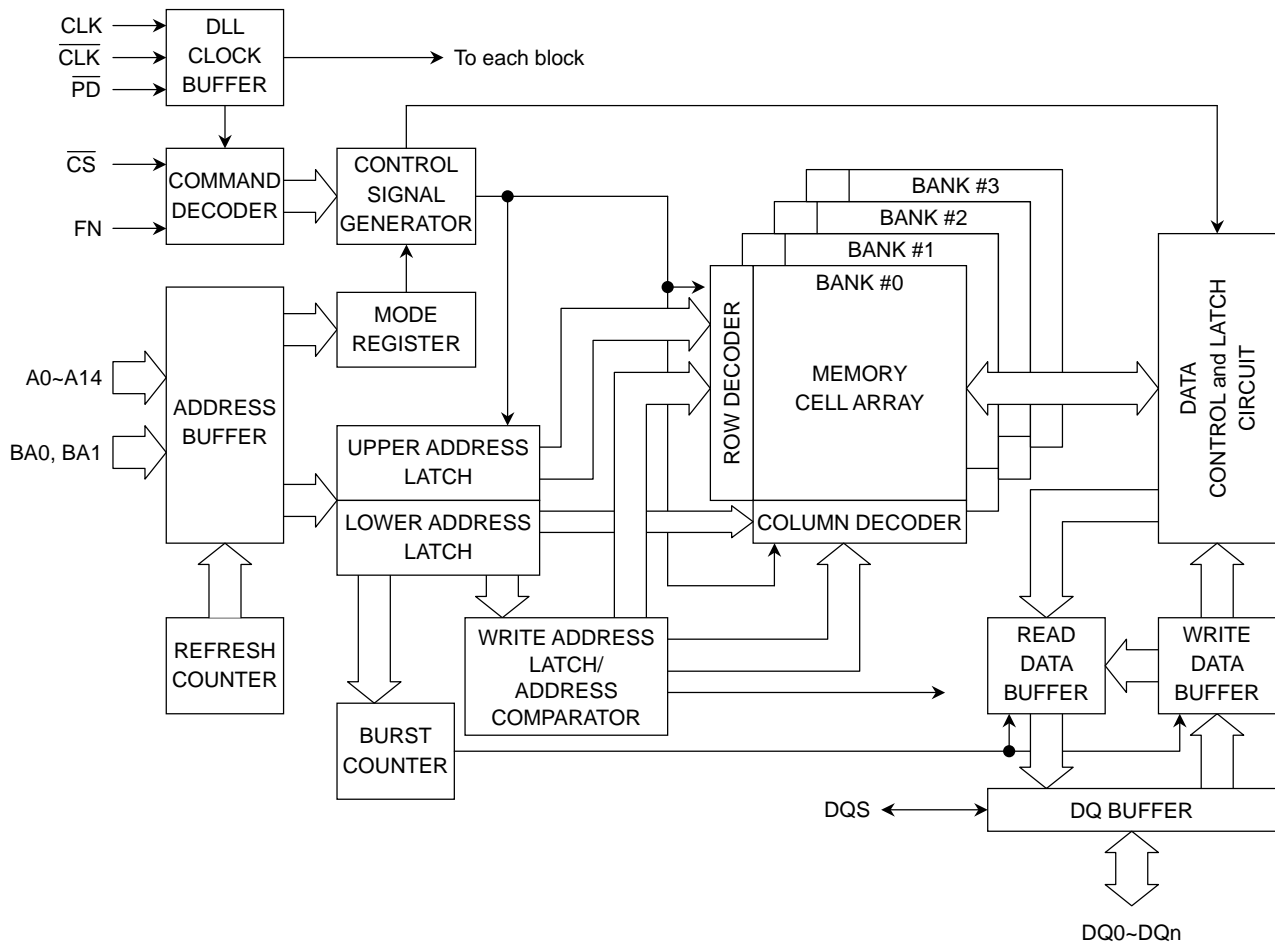 CLK
C̅L̅K̅
P̅D̅
DLL
CLOCK
BUFFER
To each block
C̅S̅
FN
COMMAND
DECODER
CONTROL
SIGNAL
GENERATOR
BANK #3
BANK #2
BANK #1
BANK #0
A0~A14
BA0, BA1
ADDRESS
BUFFER
MODE
REGISTER
UPPER ADDRESS
LATCH
LOWER ADDRESS
LATCH
ROW DECODER
MEMORY
CELL ARRAY
COLUMN DECODER
DATA
CONTROL and LATCH
CIRCUIT
REFRESH
COUNTER
WRITE ADDRESS
LATCH/
ADDRESS
COMPARATOR
BURST
COUNTER
READ
DATA
BUFFER
WRITE
DATA
BUFFER
DQS
DQ BUFFER
DQ0~DQn